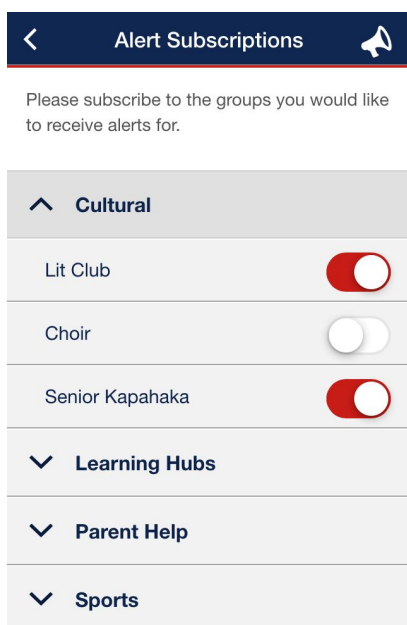 Alert Subscriptions
Please subscribe to the groups you would like
to receive alerts for.
Cultural
Lit Club
Choir
Senior Kapahaka
Learning Hubs
Parent Help
Sports